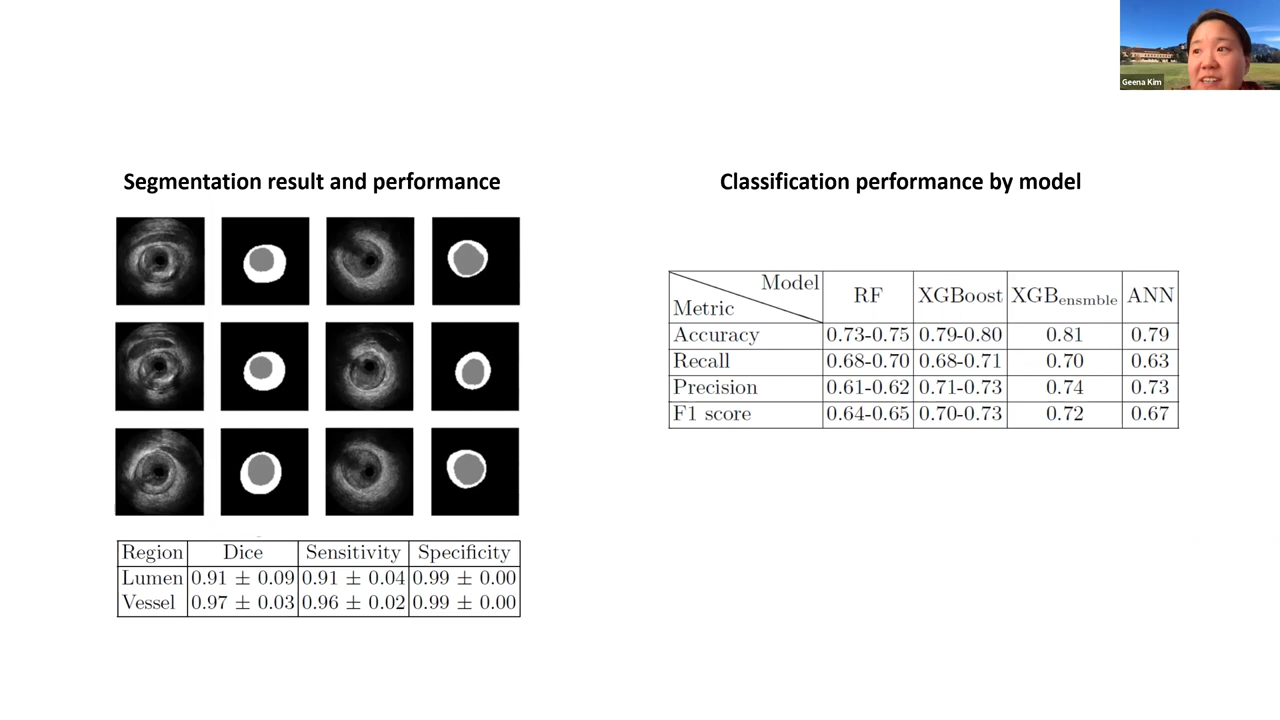 Geena Kim
Segmentation result and performance
Region Dice Sensitivity Specificity
Lumen 0.91 ± 0.09 0.91 ± 0.04 0.99 ± 0.00
Vessel 0.97 ± 0.03 0.96 ± 0.02 0.99 ± 0.00
Classification performance by model
Model
Metric RF XGBoost XGBensmble ANN
Accuracy 0.73-0.75 0.79-0.80 0.81 0.79
Recall 0.68-0.70 0.68-0.71 0.70 0.63
Precision 0.61-0.62 0.71-0.73 0.74 0.73
F1 score 0.64-0.65 0.70-0.73 0.72 0.67